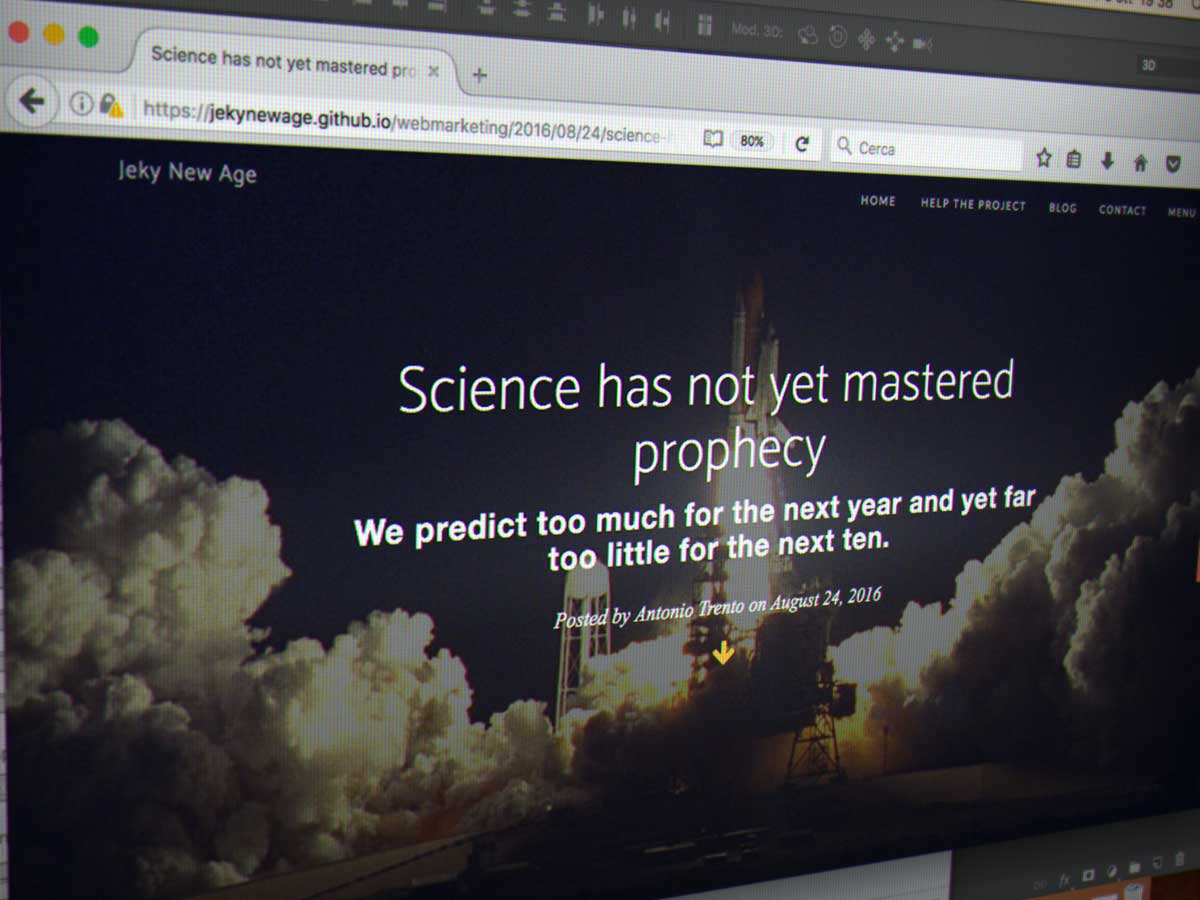 Mod. 3D:
3D
Science has not yet mastered pro
https://jekynewage.github.io/webmarketing/2016/08/24/science-
80%
Cerca
Jeky New Age
HOME HELP THE PROJECT BLOG CONTACT MENU
Science has not yet mastered
prophecy
We predict too much for the next year and yet far
too little for the next ten.
Posted by Antonio Trento on August 24, 2016
fx